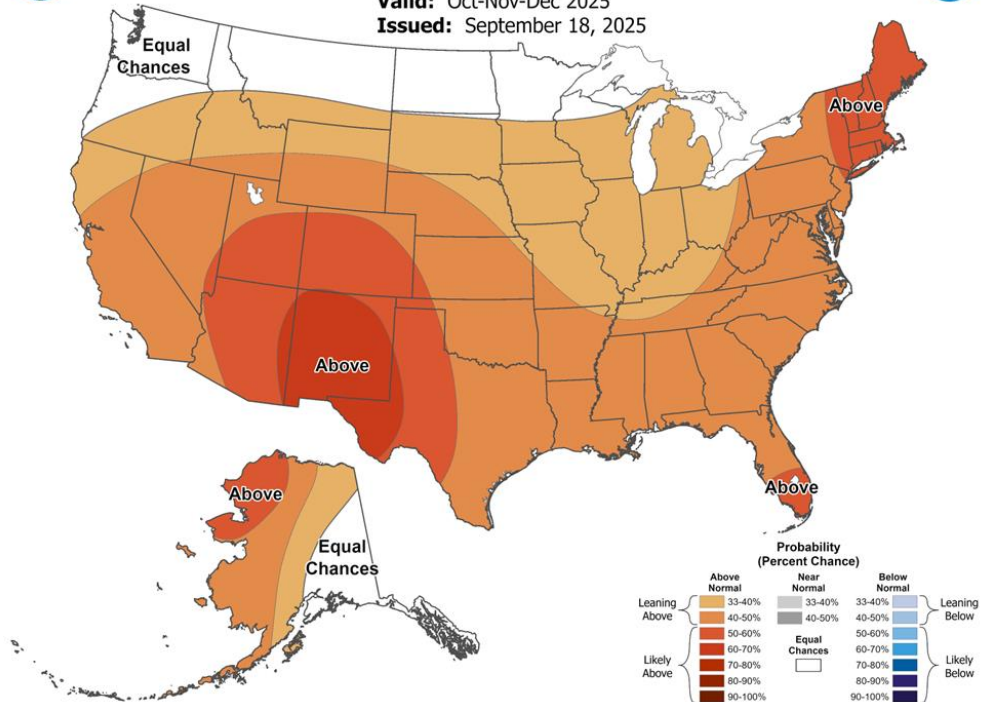 Valid: Oct-Nov-Dec 2025
Issued: September 18, 2025
Equal
Chances
Above
Above
Above
Above
Equal
Chances
Probability
(Percent Chance)
Above
Normal
Near
Normal
Below
Normal
Leaning
Above
33-40%
40-50%
Likely
Above
50-60%
60-70%
70-80%
80-90%
90-100%
33-40%
40-50%
Equal
Chances
33-40%
40-50%
Leaning
Below
50-60%
60-70%
70-80%
80-90%
90-100%
Likely
Below